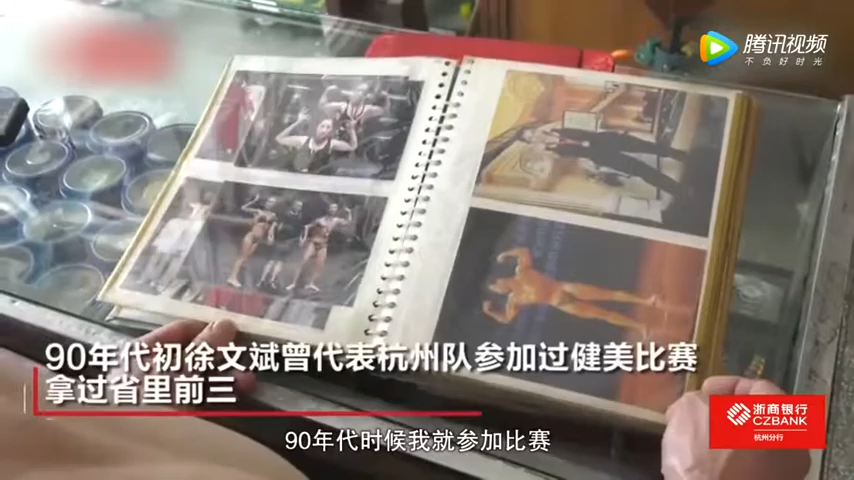 腾讯视频
不负好时光
90年代初徐文斌曾代表杭州队参加过健美比赛
拿过省里前三
浙商银行
CZBANK
杭州分行
90年代时候我就参加比赛